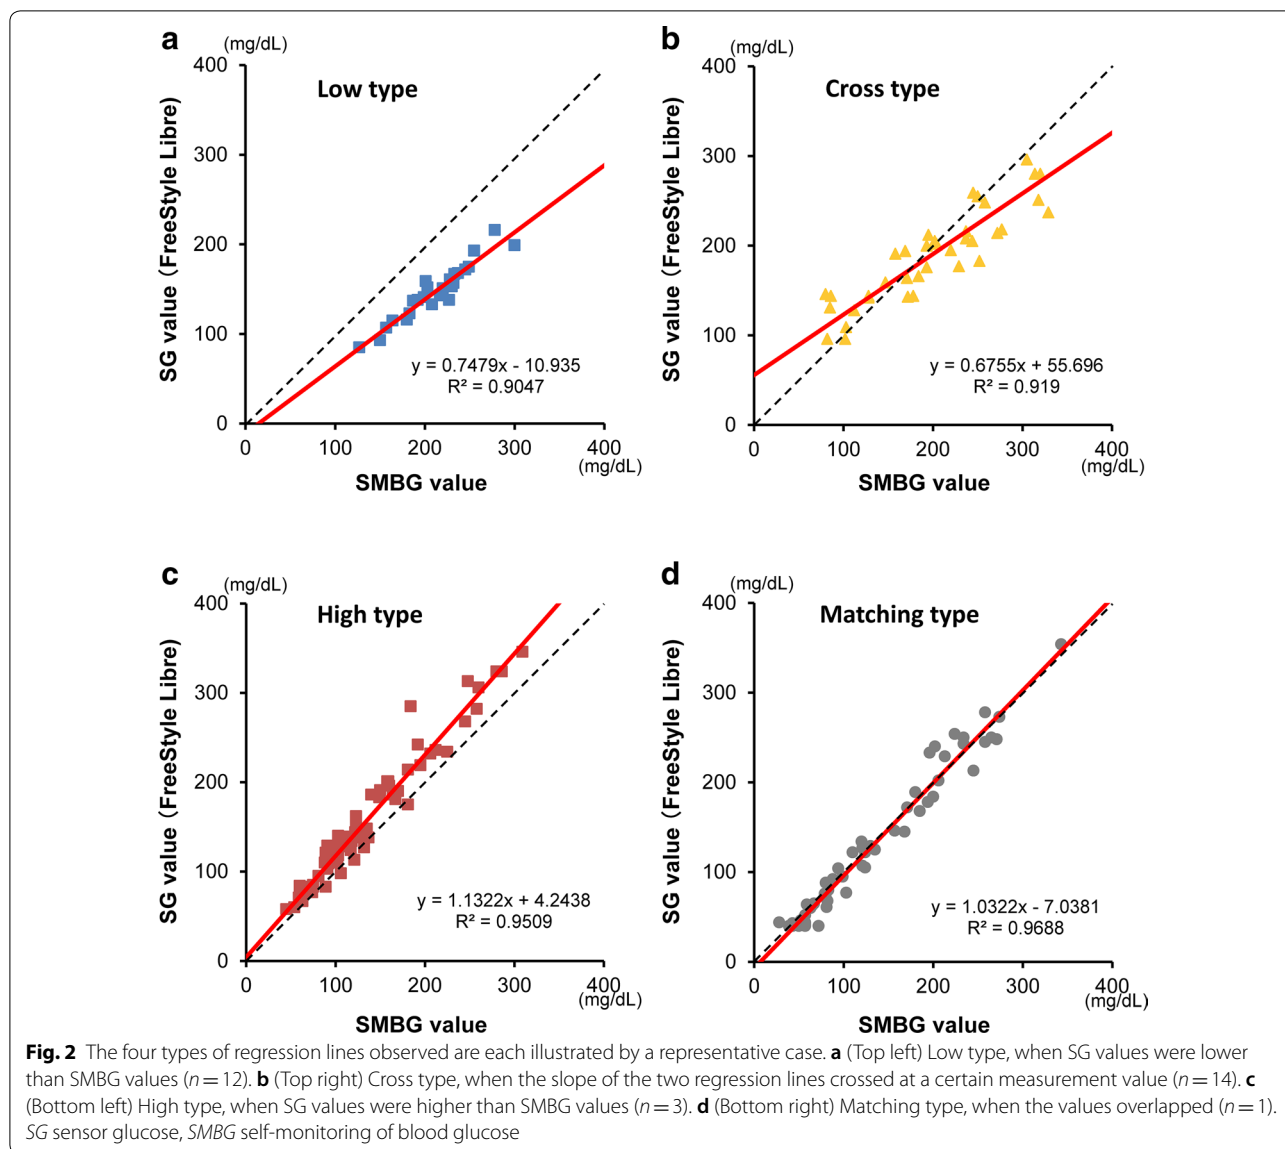 a
(mg/dL)
Low type
SG value (FreeStyle Libre)
400
300
200
100
0
y = 0.7479x - 10.935
R² = 0.9047
0 100 200 300 400
(mg/dL)
SMBG value
b
(mg/dL)
Cross type
SG value (FreeStyle Libre)
400
300
200
100
0
y = 0.6755x + 55.696
R² = 0.919
0 100 200 300 400
(mg/dL)
SMBG value
c
(mg/dL)
High type
SG value (FreeStyle Libre)
400
300
200
100
0
y = 1.1322x + 4.2438
R² = 0.9509
0 100 200 300 400
(mg/dL)
SMBG value
d
(mg/dL)
Matching type
SG value (FreeStyle Libre)
400
300
200
100
0
y = 1.0322x - 7.0381
R² = 0.9688
0 100 200 300 400
(mg/dL)
SMBG value
Fig. 2 The four types of regression lines observed are each illustrated by a representative case. a (Top left) Low type, when SG values were lower
than SMBG values (n = 12). b (Top right) Cross type, when the slope of the two regression lines crossed at a certain measurement value (n = 14). c
(Bottom left) High type, when SG values were higher than SMBG values (n = 3). d (Bottom right) Matching type, when the values overlapped (n = 1).
SG sensor glucose, SMBG self-monitoring of blood glucose